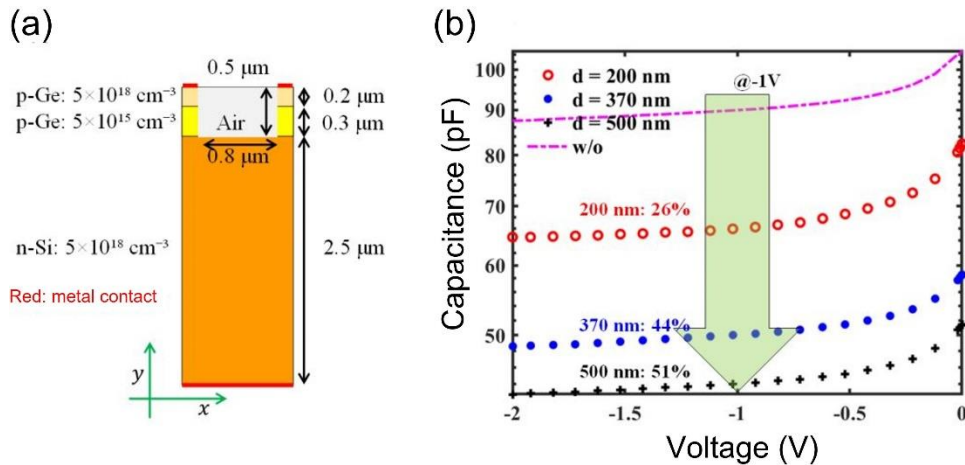 (a)
0.5 μm
p-Ge: 5×10¹⁸ cm⁻³
0.2 μm
p-Ge: 5×10¹⁵ cm⁻³
Air
0.3 μm
0.8 μm
n-Si: 5×10¹⁸ cm⁻³
2.5 μm
Red: metal contact
y
x
(b)
Capacitance (pF)
100
90
80
70
60
50
@-1V
d = 200 nm
d = 370 nm
d = 500 nm
w/o
200 nm: 26%
370 nm: 44%
500 nm: 51%
-2
-1.5
-1
-0.5
0
Voltage (V)